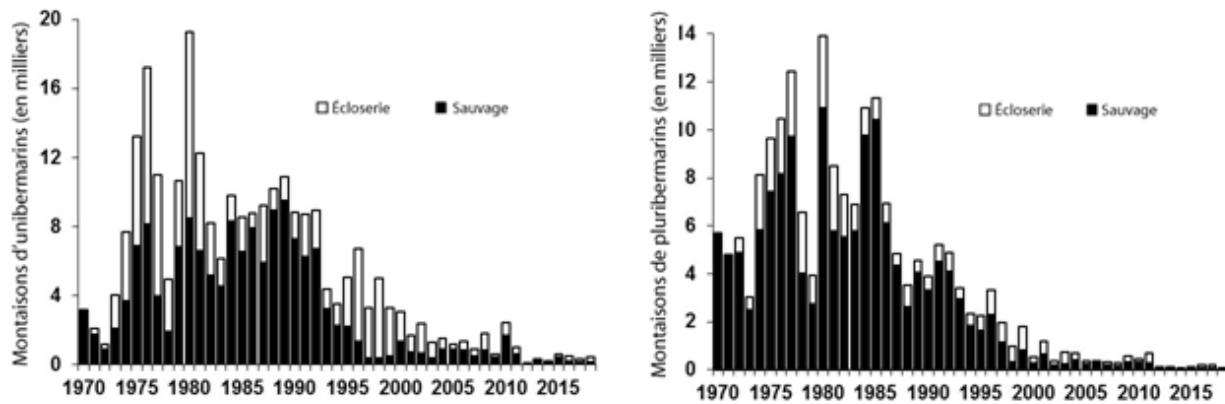 Montaisons d'unibermarins (en milliers)
20
16
12
8
4
0
Écloserie
Sauvage
1970 1975 1980 1985 1990 1995 2000 2005 2010 2015
Montaisons de pluribermarins (en milliers)
14
12
10
8
6
4
2
0
Écloserie
Sauvage
1970 1975 1980 1985 1990 1995 2000 2005 2010 2015